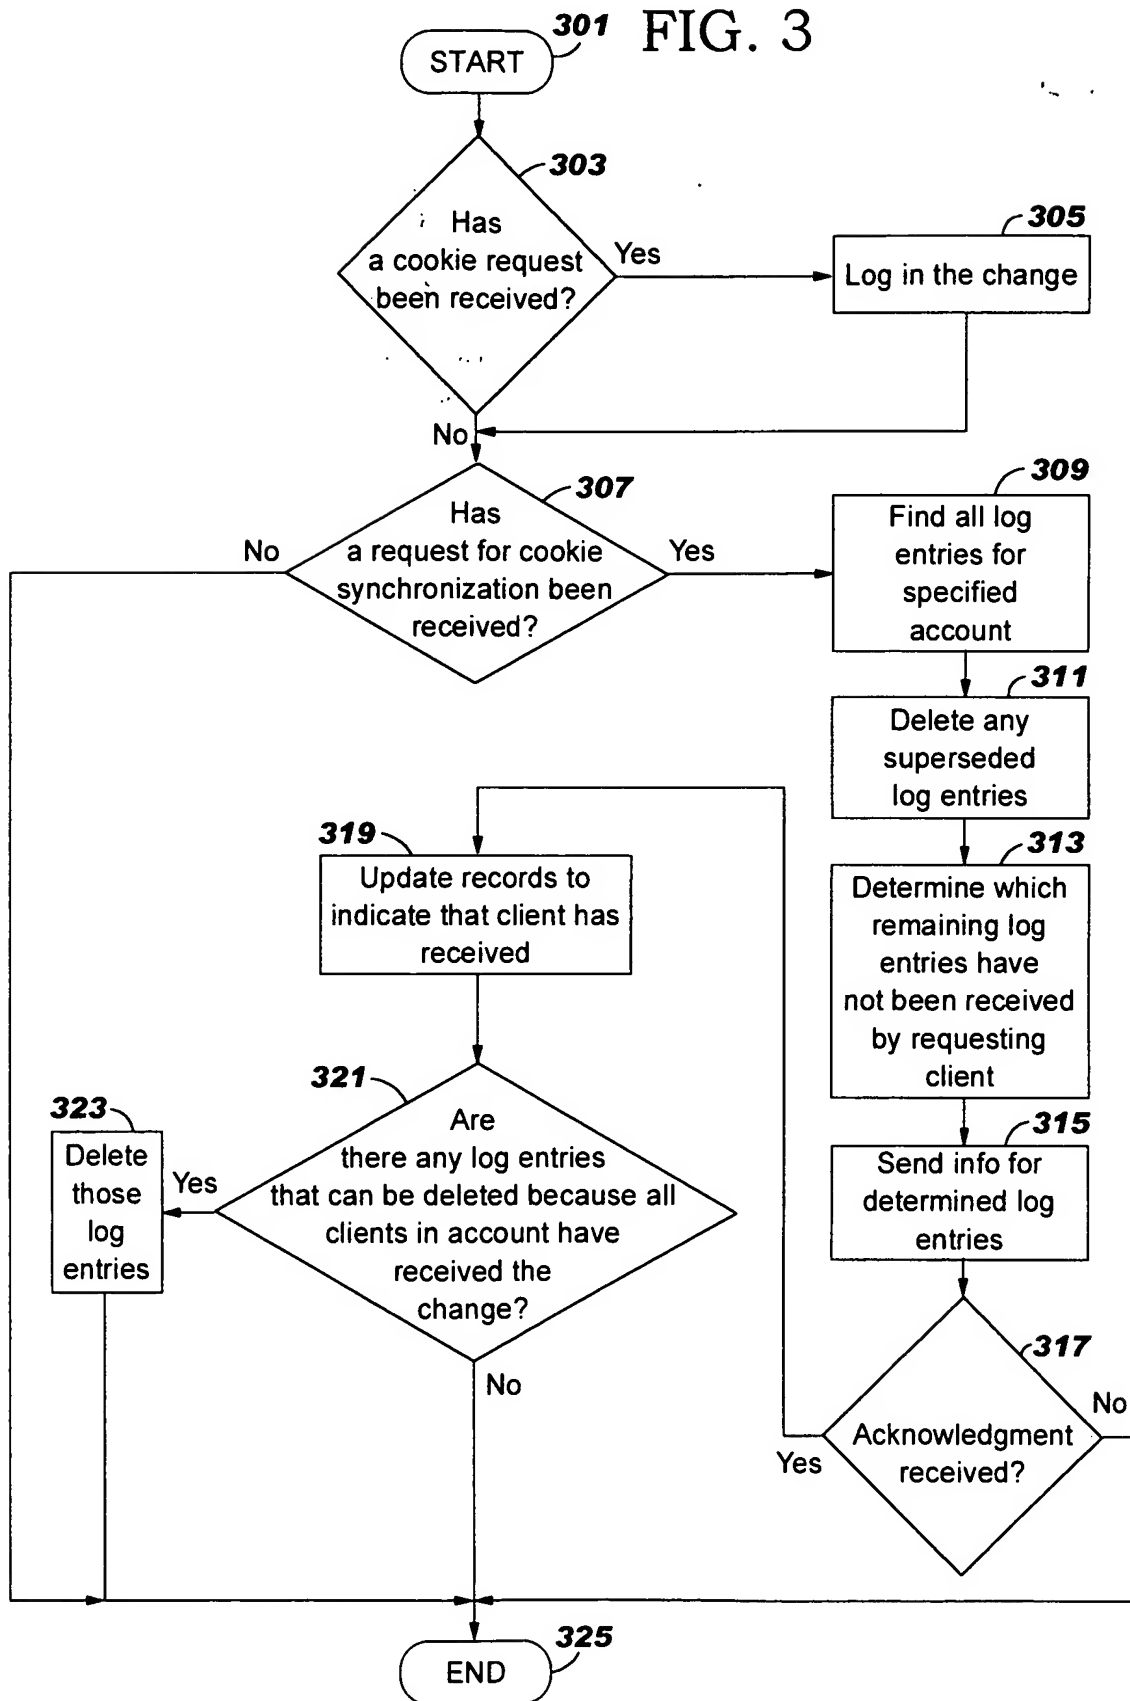 FIG. 3
301
START
303
Has
a cookie request
been received?
Yes
305
Log in the change
No
307
Has
a request for cookie
synchronization been
received?
No
Yes
309
Find all log
entries for
specified
account
311
Delete any
superseded
log entries
313
Determine which
remaining log
entries have
not been received
by requesting
client
315
Send info for
determined log
entries
317
Acknowledgment
received?
No
Yes
319
Update records to
indicate that client has
received
321
Are
there any log entries
that can be deleted because all
clients in account have
received the
change?
Yes
323
Delete
those
log
entries
No
325
END